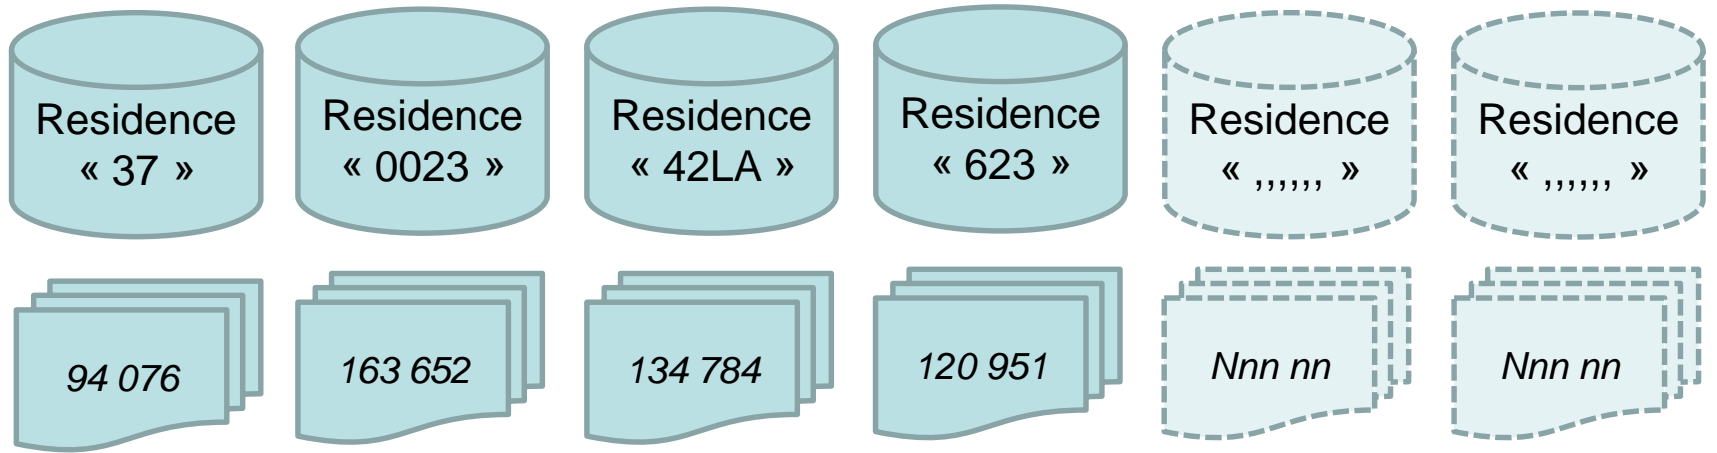 Residence
« 37 »
Residence
« 0023 »
Residence
« 42LA »
Residence
« 623 »
Residence
« ,,,,,, »
Residence
« ,,,,,, »
94 076
163 652
134 784
120 951
Nnn nn
Nnn nn